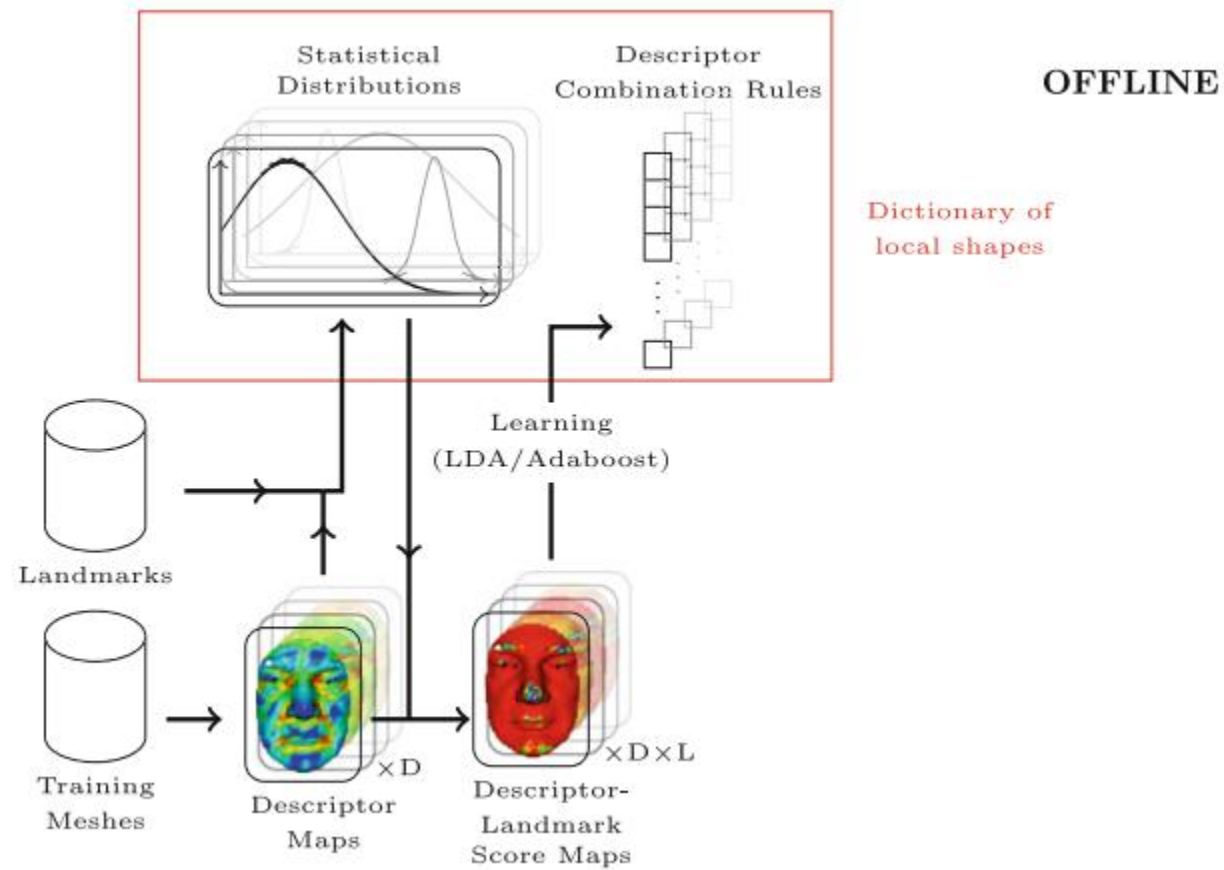 Statistical
Distributions
Descriptor
Combination Rules
OFFLINE
Dictionary of
local shapes
Learning
(LDA/Adaboost)
Landmarks
Training
Meshes
×D
Descriptor
Maps
×D×L
Descriptor-
Landmark
Score Maps